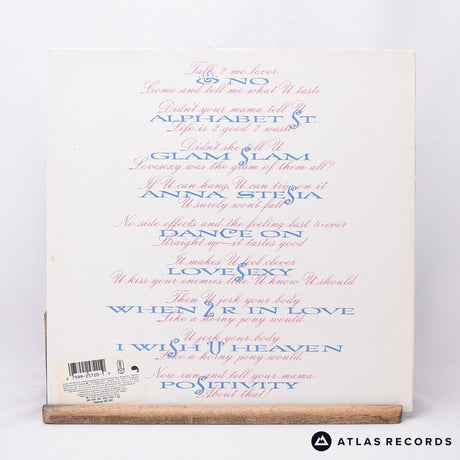 Talk 2 me lover
& NO
Come and tell me what U taste
Didn't your mama tell U
ALPHABET ST.
Life is 2 good 2 waste
Didn't she tell U
GLAM SLAM
Lovesexy was the glam of them all!
If U can hang, U can trip on it
ANNA STESIA
U surely won't fall
No side effects and the feeling last 4-ever
DANCE ON
Straight up—it tastes good
It makes U feel clever
LOVESEXY
U kiss your enemies like U know U should
Then U jerk your body
WHEN 2 R IN LOVE
Like a horny pony would
U jerk your body
I WISH U HEAVEN
Like a horny pony would
Now run and tell your mama
POSITIVITY
About that!
7599-25720-1
ATLAS RECORDS